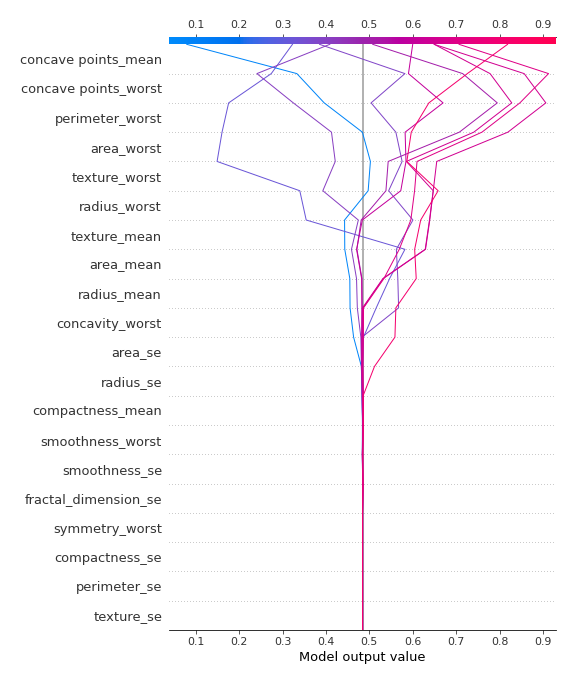 0.1 0.2 0.3 0.4 0.5 0.6 0.7 0.8 0.9
concave points_mean
concave points_worst
perimeter_worst
area_worst
texture_worst
radius_worst
texture_mean
area_mean
radius_mean
concavity_worst
area_se
radius_se
compactness_mean
smoothness_worst
smoothness_se
fractal_dimension_se
symmetry_worst
compactness_se
perimeter_se
texture_se
0.1 0.2 0.3 0.4 0.5 0.6 0.7 0.8 0.9
Model output value